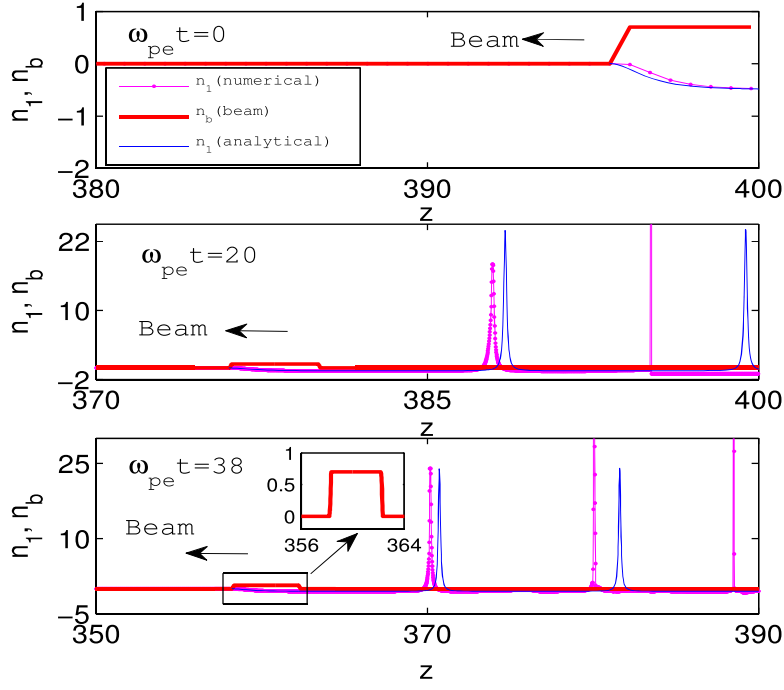 1
ω_pe t=0
Beam
0
n_1(numerical)
n_b(beam)
n_1(analytical)
−1
−2
n_1, n_b
380
390
400
z
22
ω_pe t=20
10
Beam
−2
n_1, n_b
370
385
400
z
25
ω_pe t=38
1
0.5
0
356
364
10
Beam
−5
n_1, n_b
350
370
390
z